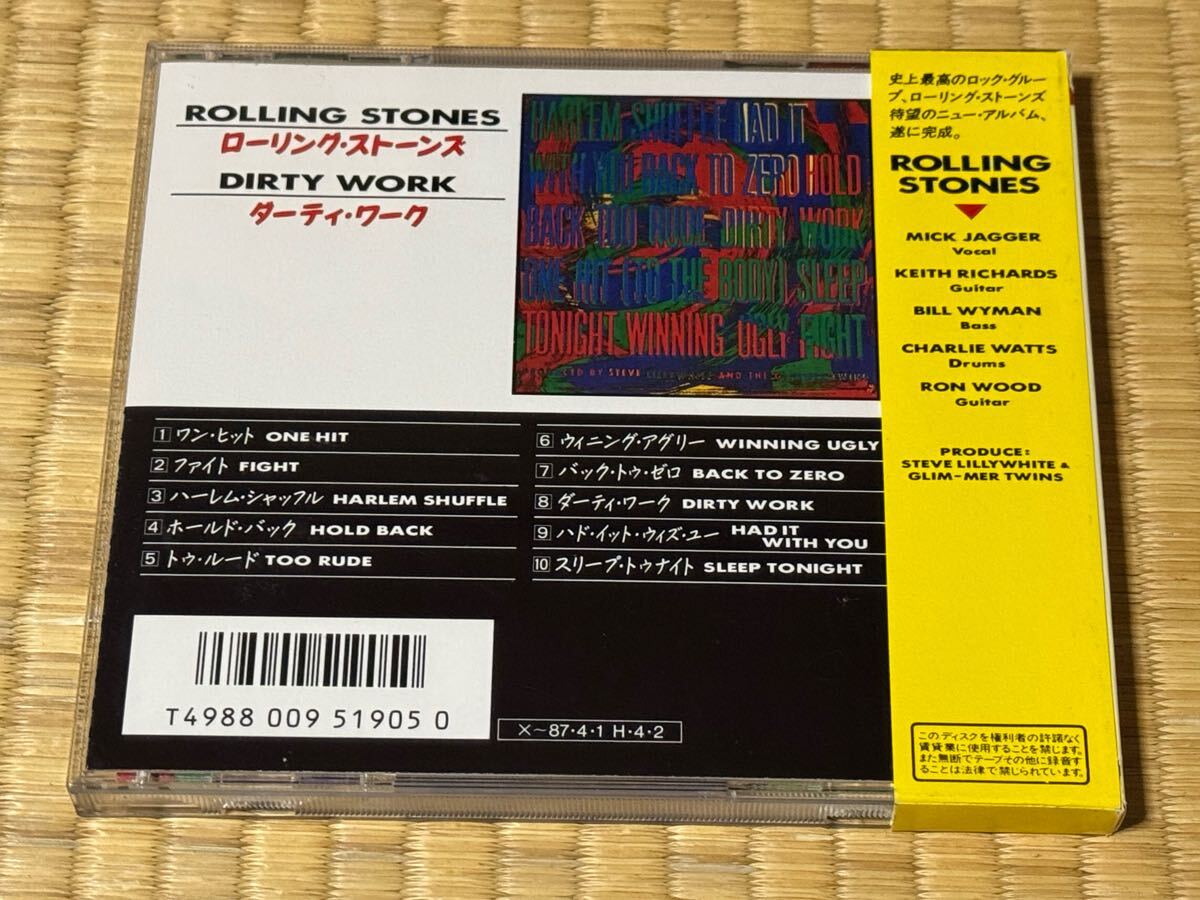 ROLLING STONES
ローリング・ストーンズ
DIRTY WORK
ダーティ・ワーク
HARLEM SHUFFLE HAD IT
WITH YOU BACK TO ZERO HOLD
BACK TOO RUDE DIRTY WORK
ONE HIT (TO THE BODY) SLEEP
TONIGHT WINNING UGLY FIGHT
BY STEVE LILLYWHITE AND THE
1 ワン・ヒット ONE HIT
2 ファイト FIGHT
3 ハーレム・シャッフル HARLEM SHUFFLE
4 ホールド・バック HOLD BACK
5 トゥ・ルード TOO RUDE
6 ウィニング・アグリー WINNING UGLY
7 バック・トゥ・ゼロ BACK TO ZERO
8 ダーティ・ワーク DIRTY WORK
9 ハド・イット・ウィズ・ユー HAD IT
WITH YOU
10 スリープ・トゥナイト SLEEP TONIGHT
T4988 009 51905 0
X〜87・4・1 H・4・2
史上最高のロック・グルー
プ、ローリング・ストーンズ
待望のニュー・アルバム、
遂に完成。
ROLLING
STONES
MICK JAGGER
Vocal
KEITH RICHARDS
Guitar
BILL WYMAN
Bass
CHARLIE WATTS
Drums
RON WOOD
Guitar
PRODUCE:
STEVE LILLYWHITE &
GLIM-MER TWINS
このディスクを権利者の許諾なく
賃貸業に使用することを禁じます。
また無断でテープその他に録音す
ることは法律で禁じられています。